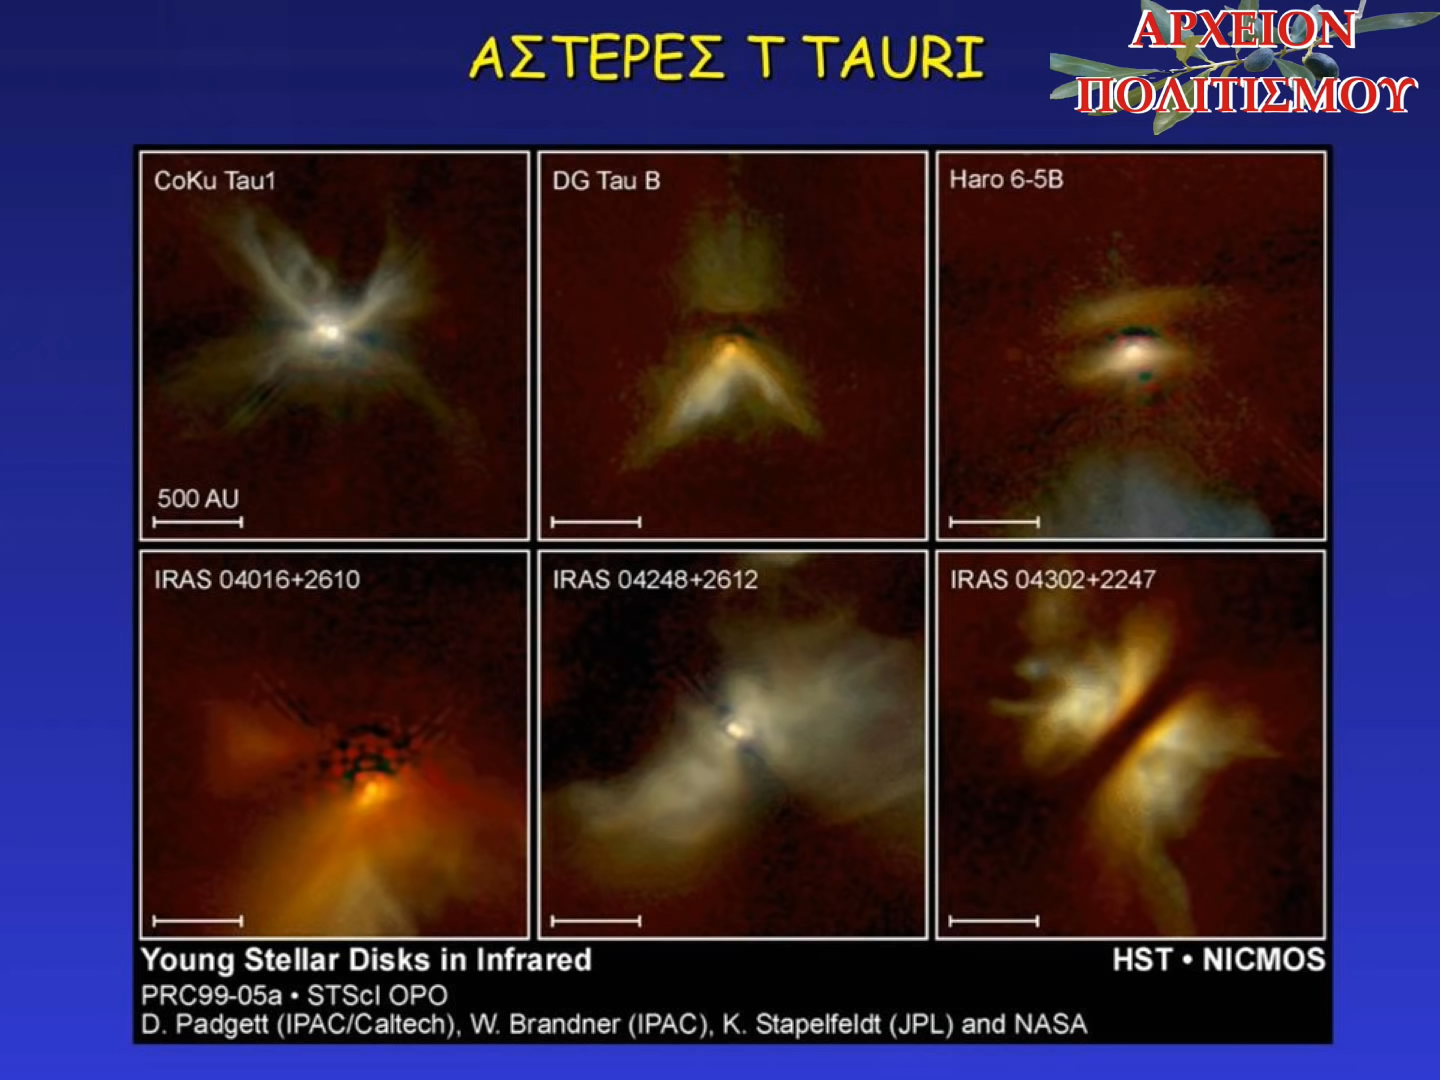 ΑΣΤΕΡΕΣ Τ TAURI
ΑΡΧΕΙΟΝ
ΠΟΛΙΤΙΣΜΟΥ
CoKu Tau1
DG Tau B
Haro 6-5B
500 AU
IRAS 04016+2610
IRAS 04248+2612
IRAS 04302+2247
Young Stellar Disks in Infrared
HST • NICMOS
PRC99-05a • STScI OPO
D. Padgett (IPAC/Caltech), W. Brandner (IPAC), K. Stapelfeldt (JPL) and NASA